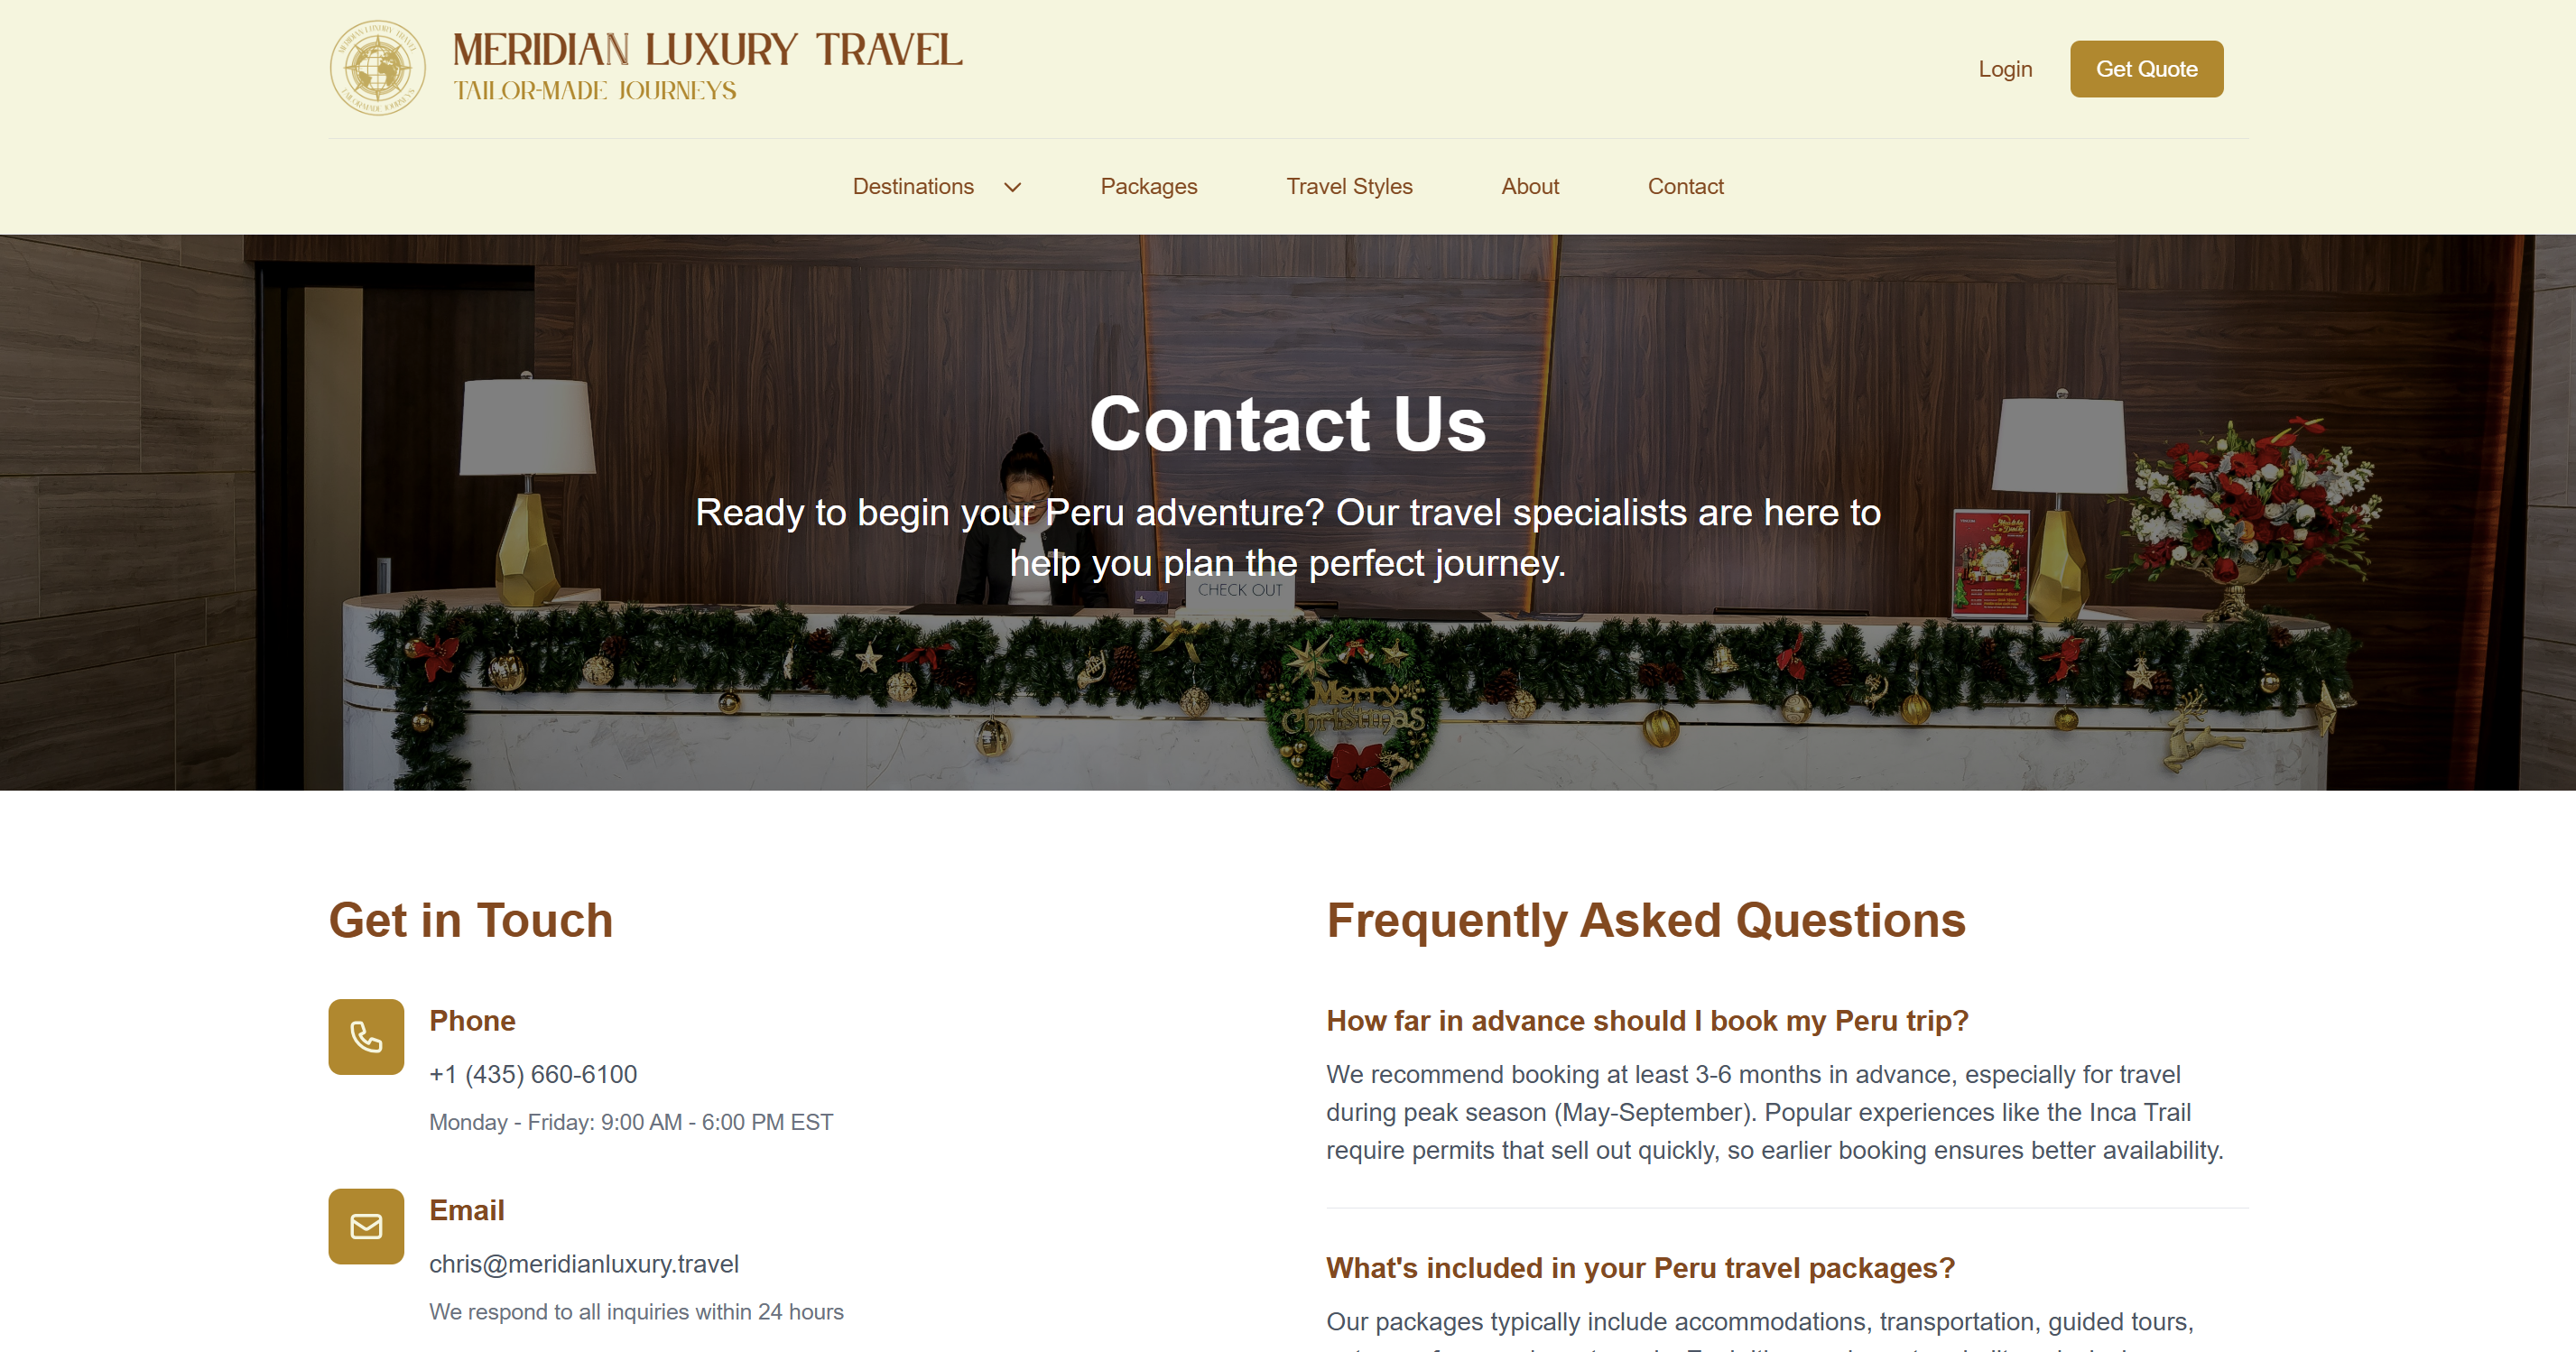 MERIDIAN LUXURY TRAVEL
TAILOR-MADE JOURNEYS
MERIDIAN LUXURY TRAVEL
TAILOR-MADE JOURNEYS
Login
Get Quote
Destinations
Packages
Travel Styles
About
Contact
Contact Us
Ready to begin your Peru adventure? Our travel specialists are here to
help you plan the perfect journey.
CHECK OUT
Merry
Christmas
Get in Touch
Phone
+1 (435) 660-6100
Monday - Friday: 9:00 AM - 6:00 PM EST
Email
chris@meridianluxury.travel
We respond to all inquiries within 24 hours
Frequently Asked Questions
How far in advance should I book my Peru trip?
We recommend booking at least 3-6 months in advance, especially for travel
during peak season (May-September). Popular experiences like the Inca Trail
require permits that sell out quickly, so earlier booking ensures better availability.
What's included in your Peru travel packages?
Our packages typically include accommodations, transportation, guided tours,